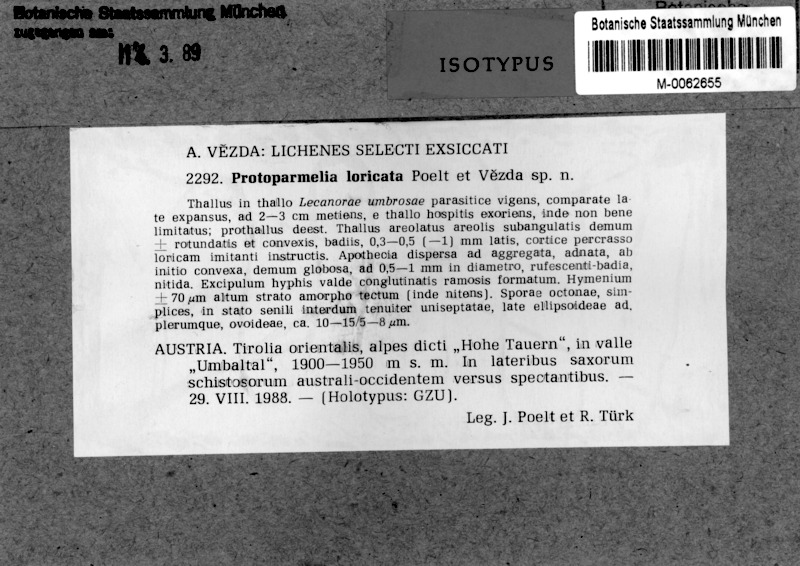 Botanische Staatssammlung München
zugegangen am:
3. 89
ISOTYPUS
Botanische
Botanische Staatssammlung München
M-0062655
A. VĚZDA: LICHENES SELECTI EXSICCATI
2292. Protoparmelia loricata Poelt et Vězda sp. n.
Thallus in thallo Lecanorae umbrosae parasitice vigens, comparate la-
te expansus, ad 2—3 cm metiens, e thallo hospitis exoriens, inde non bene
limitatus; prothallus deest. Thallus areolatus areolis subangulatis demum
± rotundatis et convexis, badiis, 0,3—0,5 (—1) mm latis, cortice percrasso
loricam imitanti instructis. Apothecia dispersa ad aggregata, adnata, ab
initio convexa, demum globosa, ad 0,5—1 mm in diametro, rufescenti-badia,
nitida. Excipulum hyphis valde conglutinatis ramosis formatum. Hymenium
± 70 µm altum strato amorpho tectum (inde nitens). Sporae octonae, sim-
plices, in stato senili interdum tenuiter uniseptatae, late ellipsoideae ad,
plerumque, ovoideae, ca. 10—15/5—8 µm.
AUSTRIA. Tirolia orientalis, alpes dicti „Hohe Tauern“, in valle
„Umbaltal“, 1900—1950 m s. m. In lateribus saxorum
schistosorum australi-occidentem versus spectantibus. —
29. VIII. 1988. — (Holotypus: GZU).
Leg. J. Poelt et R. Türk